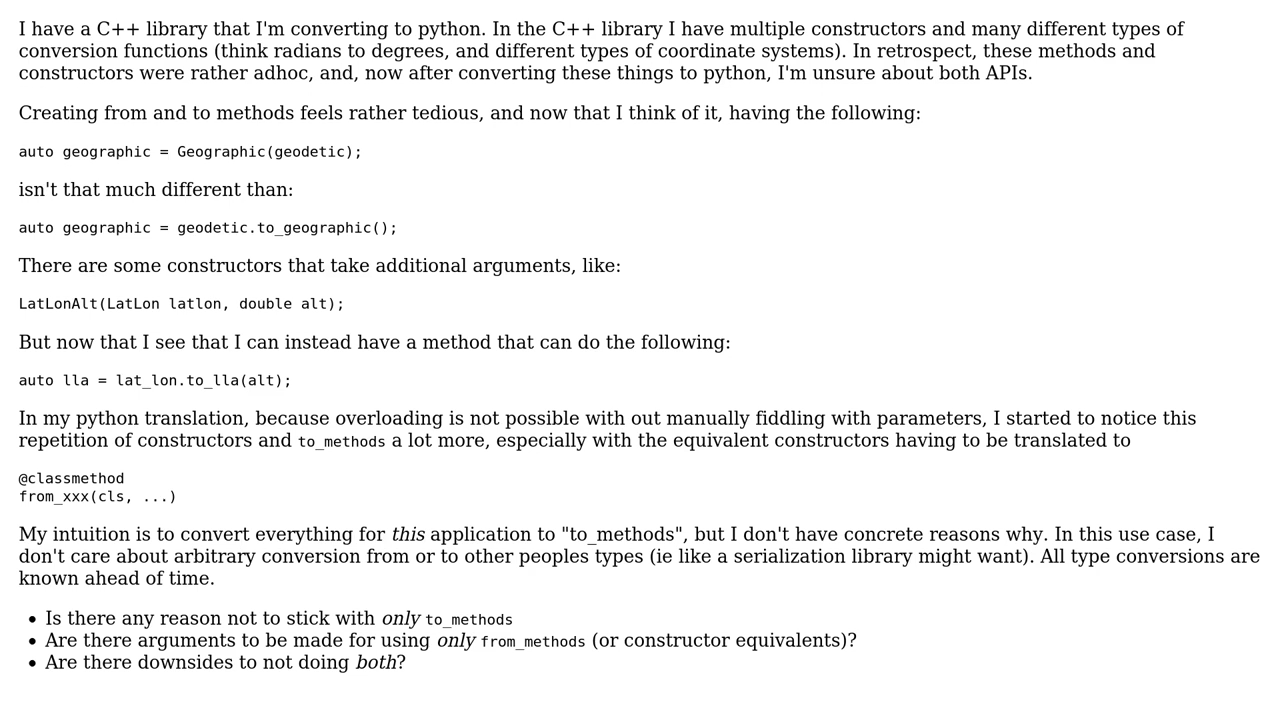 I have a C++ library that I'm converting to python. In the C++ library I have multiple constructors and many different types of
conversion functions (think radians to degrees, and different types of coordinate systems). In retrospect, these methods and
constructors were rather adhoc, and, now after converting these things to python, I'm unsure about both APIs.
Creating from and to methods feels rather tedious, and now that I think of it, having the following:
auto geographic = Geographic(geodetic);
isn't that much different than:
auto geographic = geodetic.to_geographic();
There are some constructors that take additional arguments, like:
LatLonAlt(LatLon latlon, double alt);
But now that I see that I can instead have a method that can do the following:
auto lla = lat_lon.to_lla(alt);
In my python translation, because overloading is not possible with out manually fiddling with parameters, I started to notice this
repetition of constructors and to_methods a lot more, especially with the equivalent constructors having to be translated to
@classmethod
from_xxx(cls, ...)
My intuition is to convert everything for this application to "to_methods", but I don't have concrete reasons why. In this use case, I
don't care about arbitrary conversion from or to other peoples types (ie like a serialization library might want). All type conversions are
known ahead of time.
• Is there any reason not to stick with only to_methods
• Are there arguments to be made for using only from_methods (or constructor equivalents)?
• Are there downsides to not doing both?